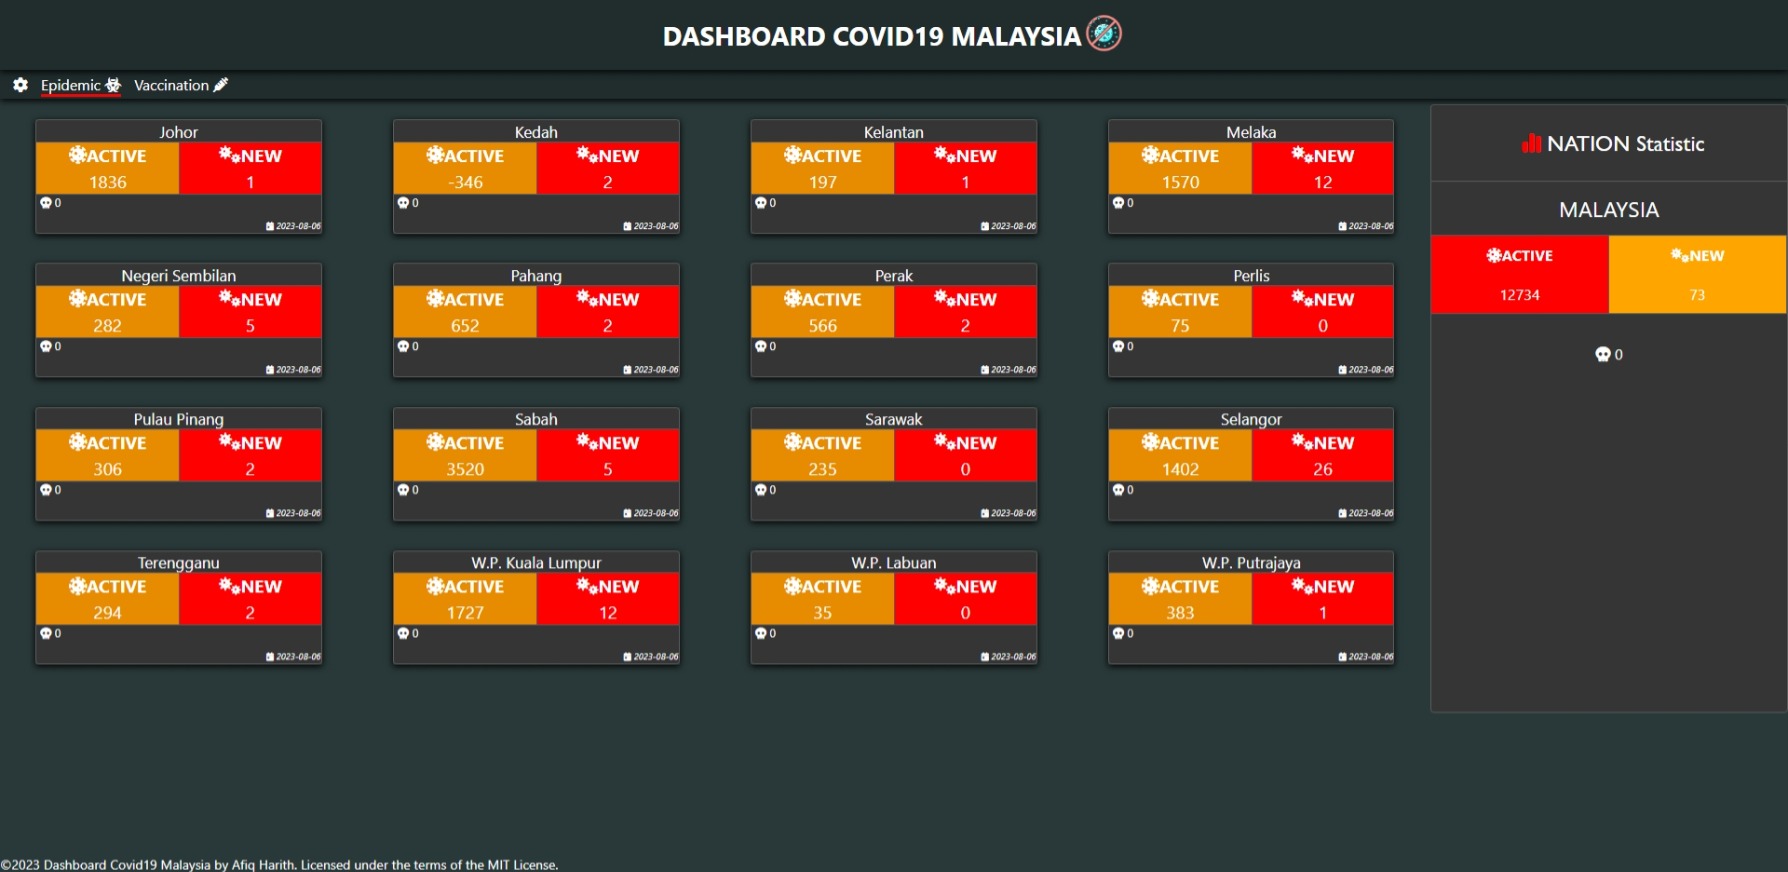 DASHBOARD COVID19 MALAYSIA
Epidemic Vaccination
Johor
ACTIVE NEW
1836 1
0
2023-08-06
Kedah
ACTIVE NEW
-346 2
0
2023-08-06
Kelantan
ACTIVE NEW
197 1
0
2023-08-06
Melaka
ACTIVE NEW
1570 12
0
2023-08-06
Negeri Sembilan
ACTIVE NEW
282 5
0
2023-08-06
Pahang
ACTIVE NEW
652 2
0
2023-08-06
Perak
ACTIVE NEW
566 2
0
2023-08-06
Perlis
ACTIVE NEW
75 0
0
2023-08-06
Pulau Pinang
ACTIVE NEW
306 2
0
2023-08-06
Sabah
ACTIVE NEW
3520 5
0
2023-08-06
Sarawak
ACTIVE NEW
235 0
0
2023-08-06
Selangor
ACTIVE NEW
1402 26
0
2023-08-06
Terengganu
ACTIVE NEW
294 2
0
2023-08-06
W.P. Kuala Lumpur
ACTIVE NEW
1727 12
0
2023-08-06
W.P. Labuan
ACTIVE NEW
35 0
0
2023-08-06
W.P. Putrajaya
ACTIVE NEW
383 1
0
2023-08-06
NATION Statistic
MALAYSIA
ACTIVE NEW
12734 73
0
©2023 Dashboard Covid19 Malaysia by Afiq Harith. Licensed under the terms of the MIT License.